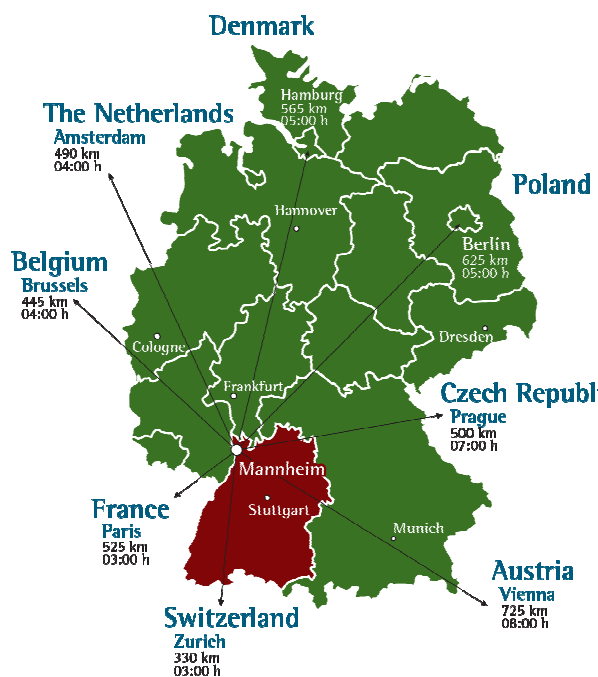 Denmark
Hamburg
565 km
05:00 h
The Netherlands
Amsterdam
490 km
04:00 h
Poland
Hannover
Berlin
625 km
05:00 h
Belgium
Brussels
445 km
04:00 h
Cologne
Dresden
Frankfurt
Czech Republi
Prague
500 km
07:00 h
Mannheim
Stuttgart
France
Paris
525 km
03:00 h
Munich
Austria
Vienna
725 km
08:00 h
Switzerland
Zurich
330 km
03:00 h